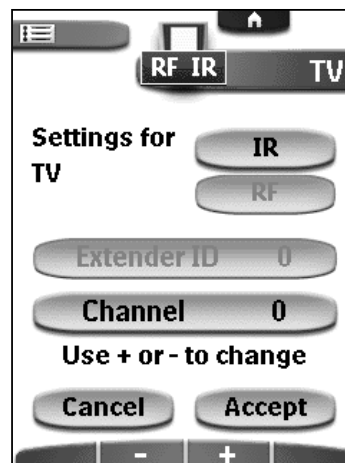 RF IR
TV
Settings for
TV
IR
RF
Extender ID 0
Channel 0
Use + or - to change
Cancel Accept
- +